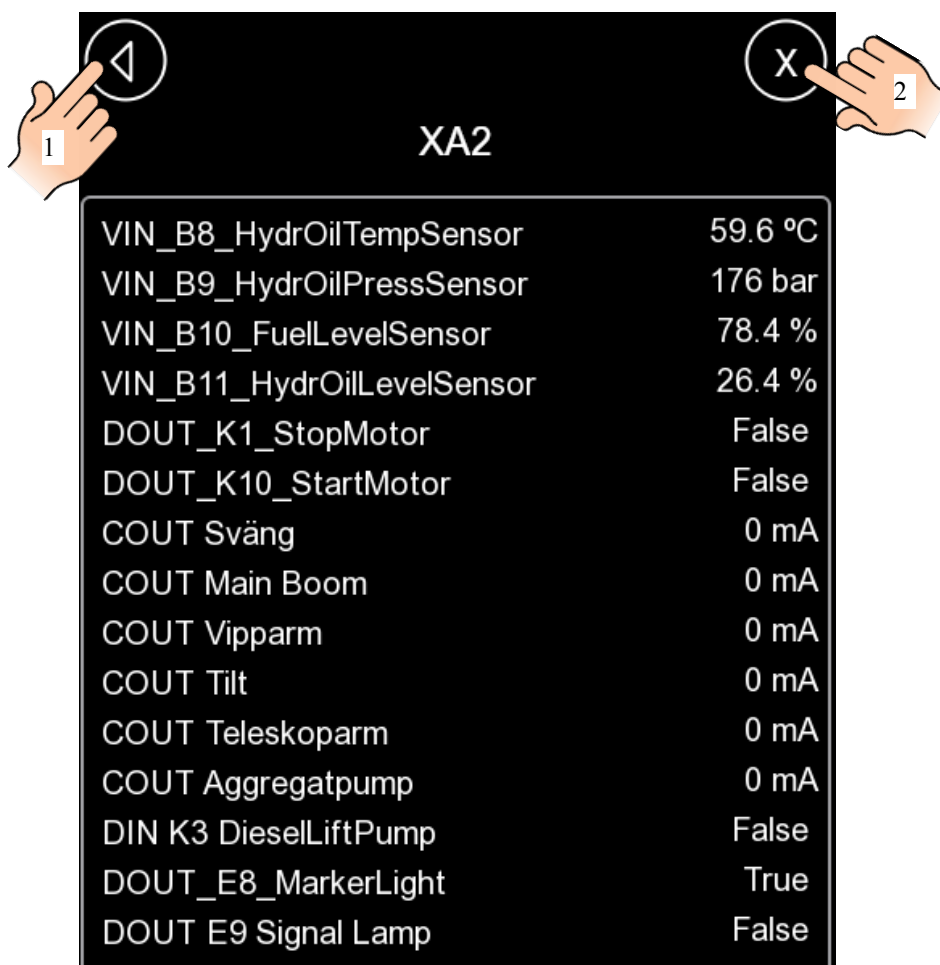 X
1
2
XA2
VIN_B8_HydrOilTempSensor 59.6 ºC
VIN_B9_HydrOilPressSensor 176 bar
VIN_B10_FuelLevelSensor 78.4 %
VIN_B11_HydrOilLevelSensor 26.4 %
DOUT_K1_StopMotor False
DOUT_K10_StartMotor False
COUT Sväng 0 mA
COUT Main Boom 0 mA
COUT Vipparm 0 mA
COUT Tilt 0 mA
COUT Teleskoparm 0 mA
COUT Aggregatpump 0 mA
DIN K3 DieselLiftPump False
DOUT_E8_MarkerLight True
DOUT E9 Signal Lamp False